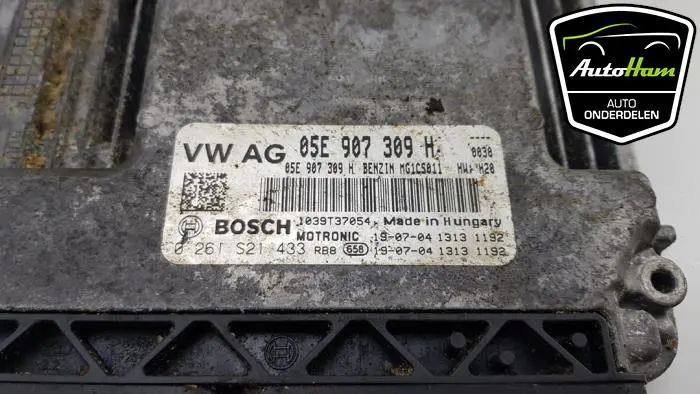 AutoHam
AUTO
ONDERDELEN
VW AG 05E 907 309 H
0030
05E 907 309 H BENZIN MG1CS011 HW: H20
BOSCH 1039T37054 Made in Hungary
MOTRONIC 19-07-04 1313 1192
0 261 S21 433 RB8 658 19-07-04 1313 1192